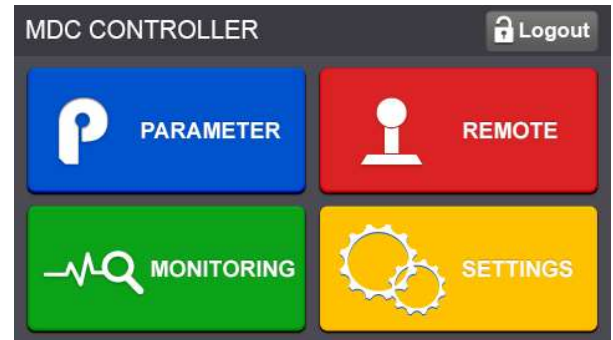 MDC CONTROLLER
Logout
PARAMETER
REMOTE
MONITORING
SETTINGS